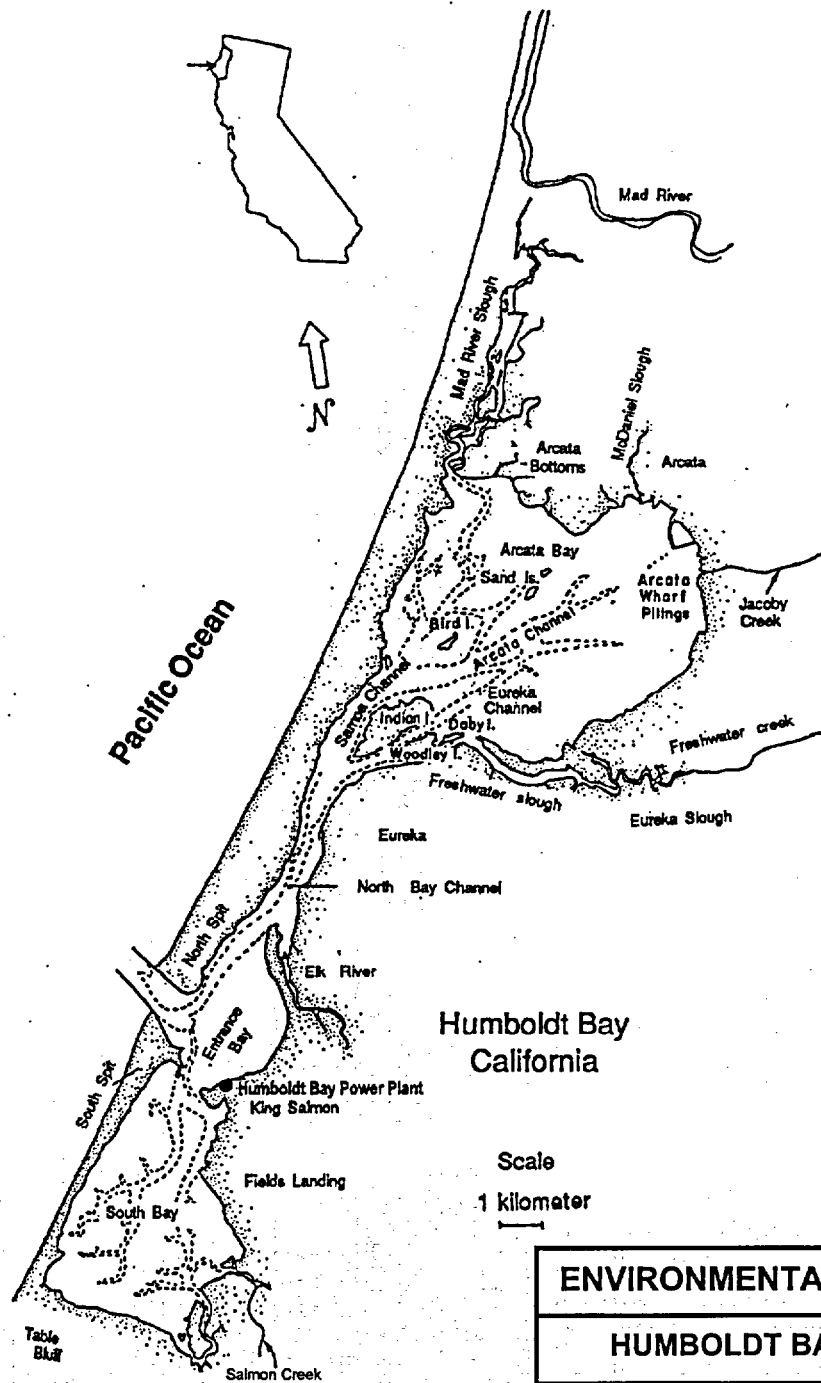 Mad River
N
Mad River Slough
McDaniel Slough
Arcata
Bottoms
Arcata
Arcata Bay
Sand Is.
Arcata
Wharf
Pilings
Jacoby
Creek
Bird I.
Arcata Channel
Pacific Ocean
Samoa Channel
Eureka
Channel
Indian I.
Daby I.
Woodley I.
Freshwater creek
Freshwater slough
Eureka Slough
Eureka
North Bay Channel
North Spit
Elk River
Entrance
Bay
Humboldt Bay
California
South Spit
Humboldt Bay Power Plant
King Salmon
Fields Landing
Scale
1 kilometer
South Bay
Table
Bluff
Salmon Creek
ENVIRONMENTA
HUMBOLDT BA